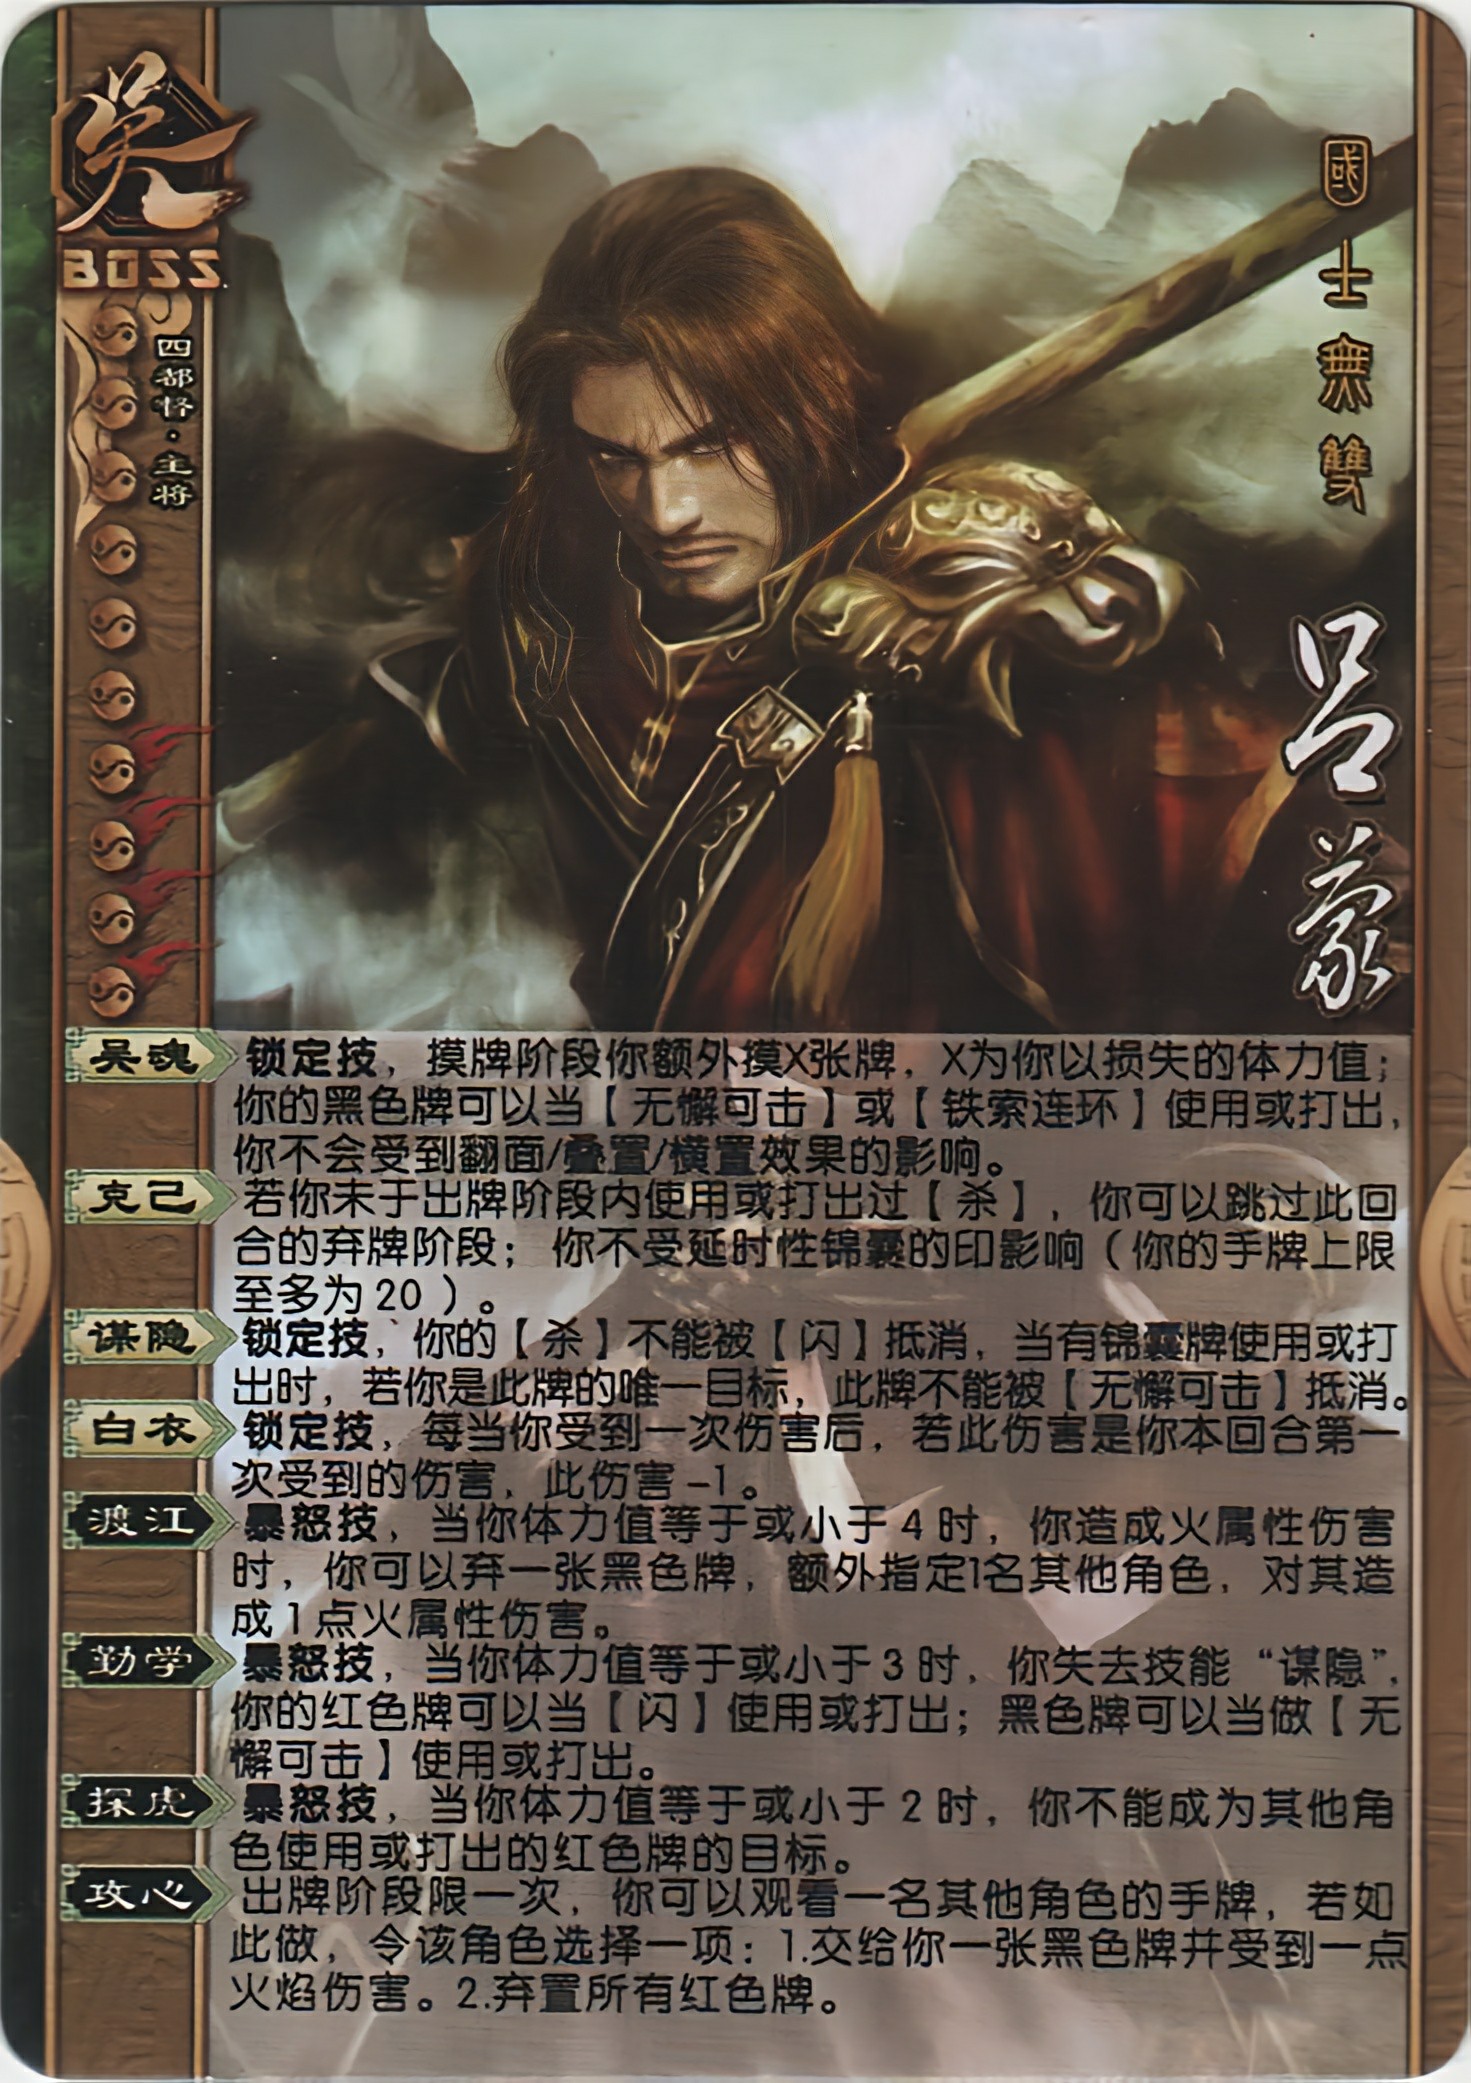 吴
BOSS
四都督·主将
國士無雙
吕蒙
吴魂
锁定技，摸牌阶段你额外摸X张牌，X为你以损失的体力值；
你的黑色牌可以当【无懈可击】或【铁索连环】使用或打出，
你不会受到翻面/叠置/横置效果的影响。
克己
若你未于出牌阶段内使用或打出过【杀】，你可以跳过此回
合的弃牌阶段；你不受延时性锦囊的印影响（你的手牌上限
至多为20）。
谋隐
锁定技，你的【杀】不能被【闪】抵消，当有锦囊牌使用或打
出时，若你是此牌的唯一目标，此牌不能被【无懈可击】抵消。
白衣
锁定技，每当你受到一次伤害后，若此伤害是你本回合第一
次受到的伤害，此伤害-1。
渡江
暴怒技，当你体力值等于或小于4时，你造成火属性伤害
时，你可以弃一张黑色牌，额外指定1名其他角色，对其造
成1点火属性伤害。
勤学
暴怒技，当你体力值等于或小于3时，你失去技能“谋隐”，
你的红色牌可以当【闪】使用或打出；黑色牌可以当做【无
懈可击】使用或打出。
探虎
暴怒技，当你体力值等于或小于2时，你不能成为其他角
色使用或打出的红色牌的目标。
攻心
出牌阶段限一次，你可以观看一名其他角色的手牌，若如
此做，令该角色选择一项：1.交给你一张黑色牌并受到一点
火焰伤害。2.弃置所有红色牌。